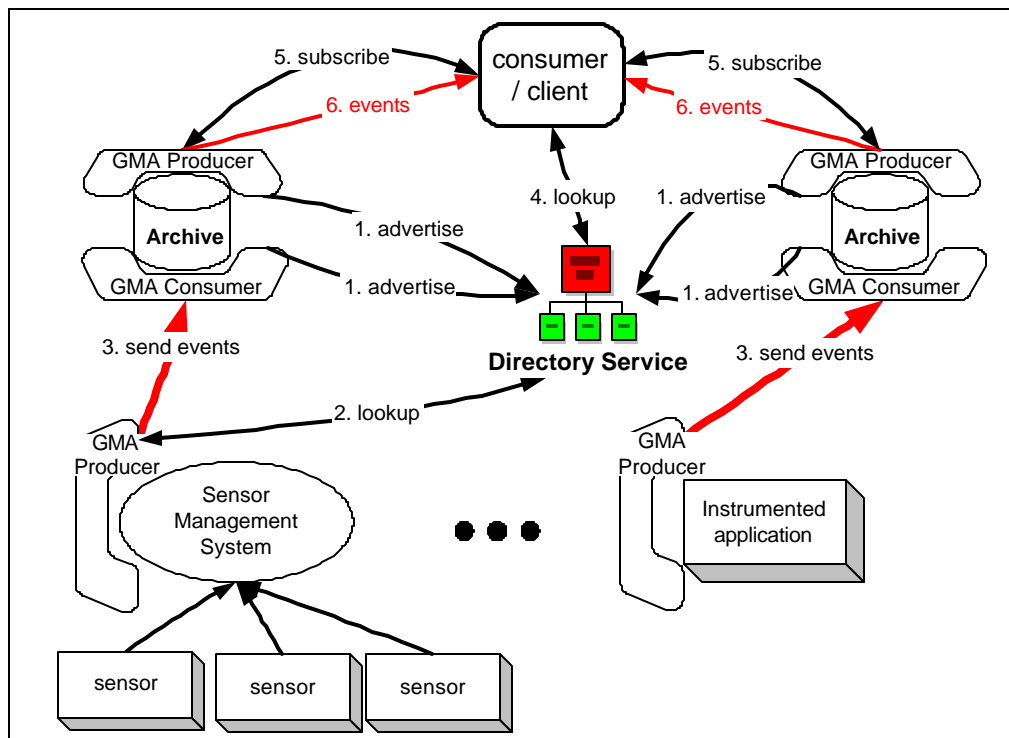 consumer
/ client
5. subscribe
5. subscribe
6. events
6. events
GMA Producer
GMA Producer
4. lookup
1. advertise
1. advertise
Archive
Archive
GMA Consumer
GMA Consumer
1. advertise
1. advertise
3. send events
3. send events
Directory Service
2. lookup
GMA
Producer
GMA
Producer
Sensor
Management
System
Instrumented
application
sensor
sensor
sensor